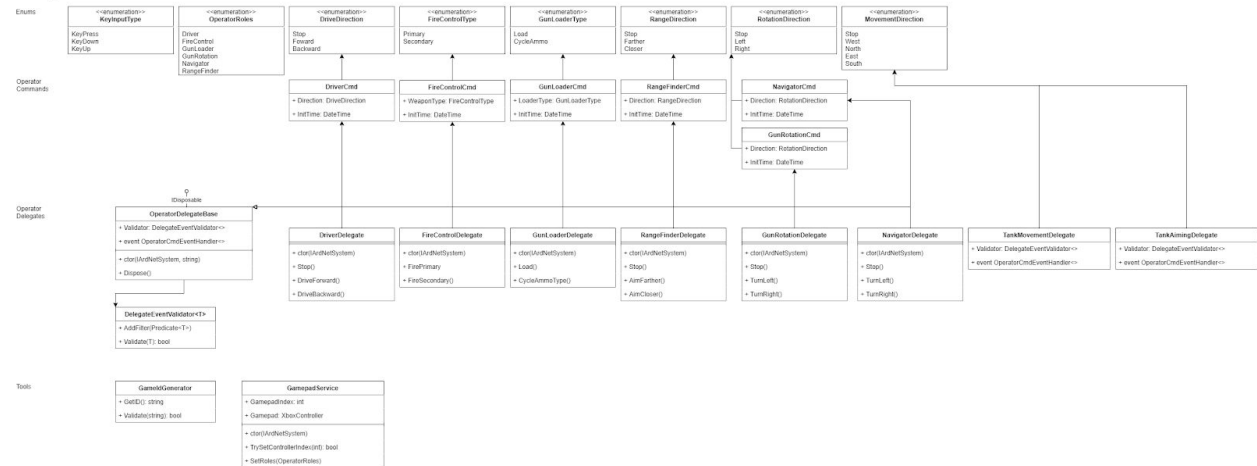 Enums
<<enumeration>>
KeyInputType
KeyPress
KeyDown
KeyUp
<<enumeration>>
OperatorRoles
Driver
FireControl
GunLoader
GunRotation
Navigator
RangeFinder
<<enumeration>>
DriveDirection
Stop
Foward
Backward
<<enumeration>>
FireControlType
Primary
Secondary
<<enumeration>>
GunLoaderType
Load
CycleAmmo
<<enumeration>>
RangeDirection
Stop
Farther
Closer
<<enumeration>>
RotationDirection
Stop
Left
Right
<<enumeration>>
MovementDirection
Stop
West
North
East
South
Operator
Commands
DriverCmd
+ Direction: DriveDirection
+ InitTime: DateTime
FireControlCmd
+ WeaponType: FireControlType
+ InitTime: DateTime
GunLoaderCmd
+ LoaderType: GunLoaderType
+ InitTime: DateTime
RangeFinderCmd
+ Direction: RangeDirection
+ InitTime: DateTime
NavigatorCmd
+ Direction: RotationDirection
+ InitTime: DateTime
GunRotationCmd
+ Direction: RotationDirection
+ InitTime: DateTime
Operator
Delegates
IDisposable
OperatorDelegateBase
+ Validator: DelegateEventValidator<>
+ event OperatorCmdEventHandler<>
+ ctor(IArdNetSystem, string)
+ Dispose()
DriverDelegate
+ ctor(IArdNetSystem)
+ Stop()
+ DriveForward()
+ DriveBackward()
FireControlDelegate
+ ctor(IArdNetSystem)
+ FirePrimary
+ FireSecondary()
GunLoaderDelegate
+ ctor(IArdNetSystem)
+ Load()
+ CycleAmmoType()
RangeFinderDelegate
+ ctor(IArdNetSystem)
+ Stop()
+ AimFarther()
+ AimCloser()
GunRotationDelegate
+ ctor(IArdNetSystem)
+ Stop()
+ TurnLeft()
+ TurnRight()
NavigatorDelegate
+ ctor(IArdNetSystem)
+ Stop()
+ TurnLeft()
+ TurnRight()
TankMovementDelegate
+ Validator: DelegateEventValidator<>
+ event OperatorCmdEventHandler<>
TankAimingDelegate
+ Validator: DelegateEventValidator<>
+ event OperatorCmdEventHandler<>
DelegateEventValidator<T>
+ AddFilter(Predicate<T>)
+ Validate(T): bool
Tools
GameIdGenerator
+ GetID(): string
+ Validate(string): bool
GamepadService
+ GamepadIndex: int
+ Gamepad: XboxController
+ ctor(IArdNetSystem)
+ TrySetControllerIndex(int): bool
+ SetRoles(OperatorRoles)